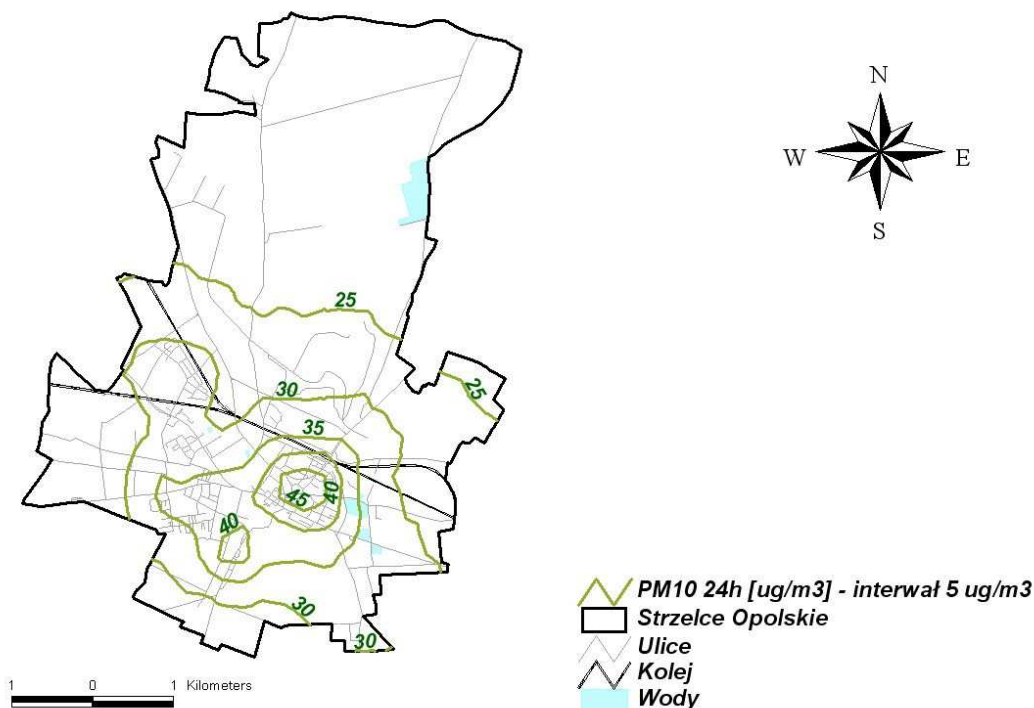 N
W E
S
25
25
30
35
40
45
40
30
30
PM10 24h [ug/m3] - interwał 5 ug/m3
Strzelce Opolskie
Ulice
Kolej
Wody
1 0 1 Kilometers